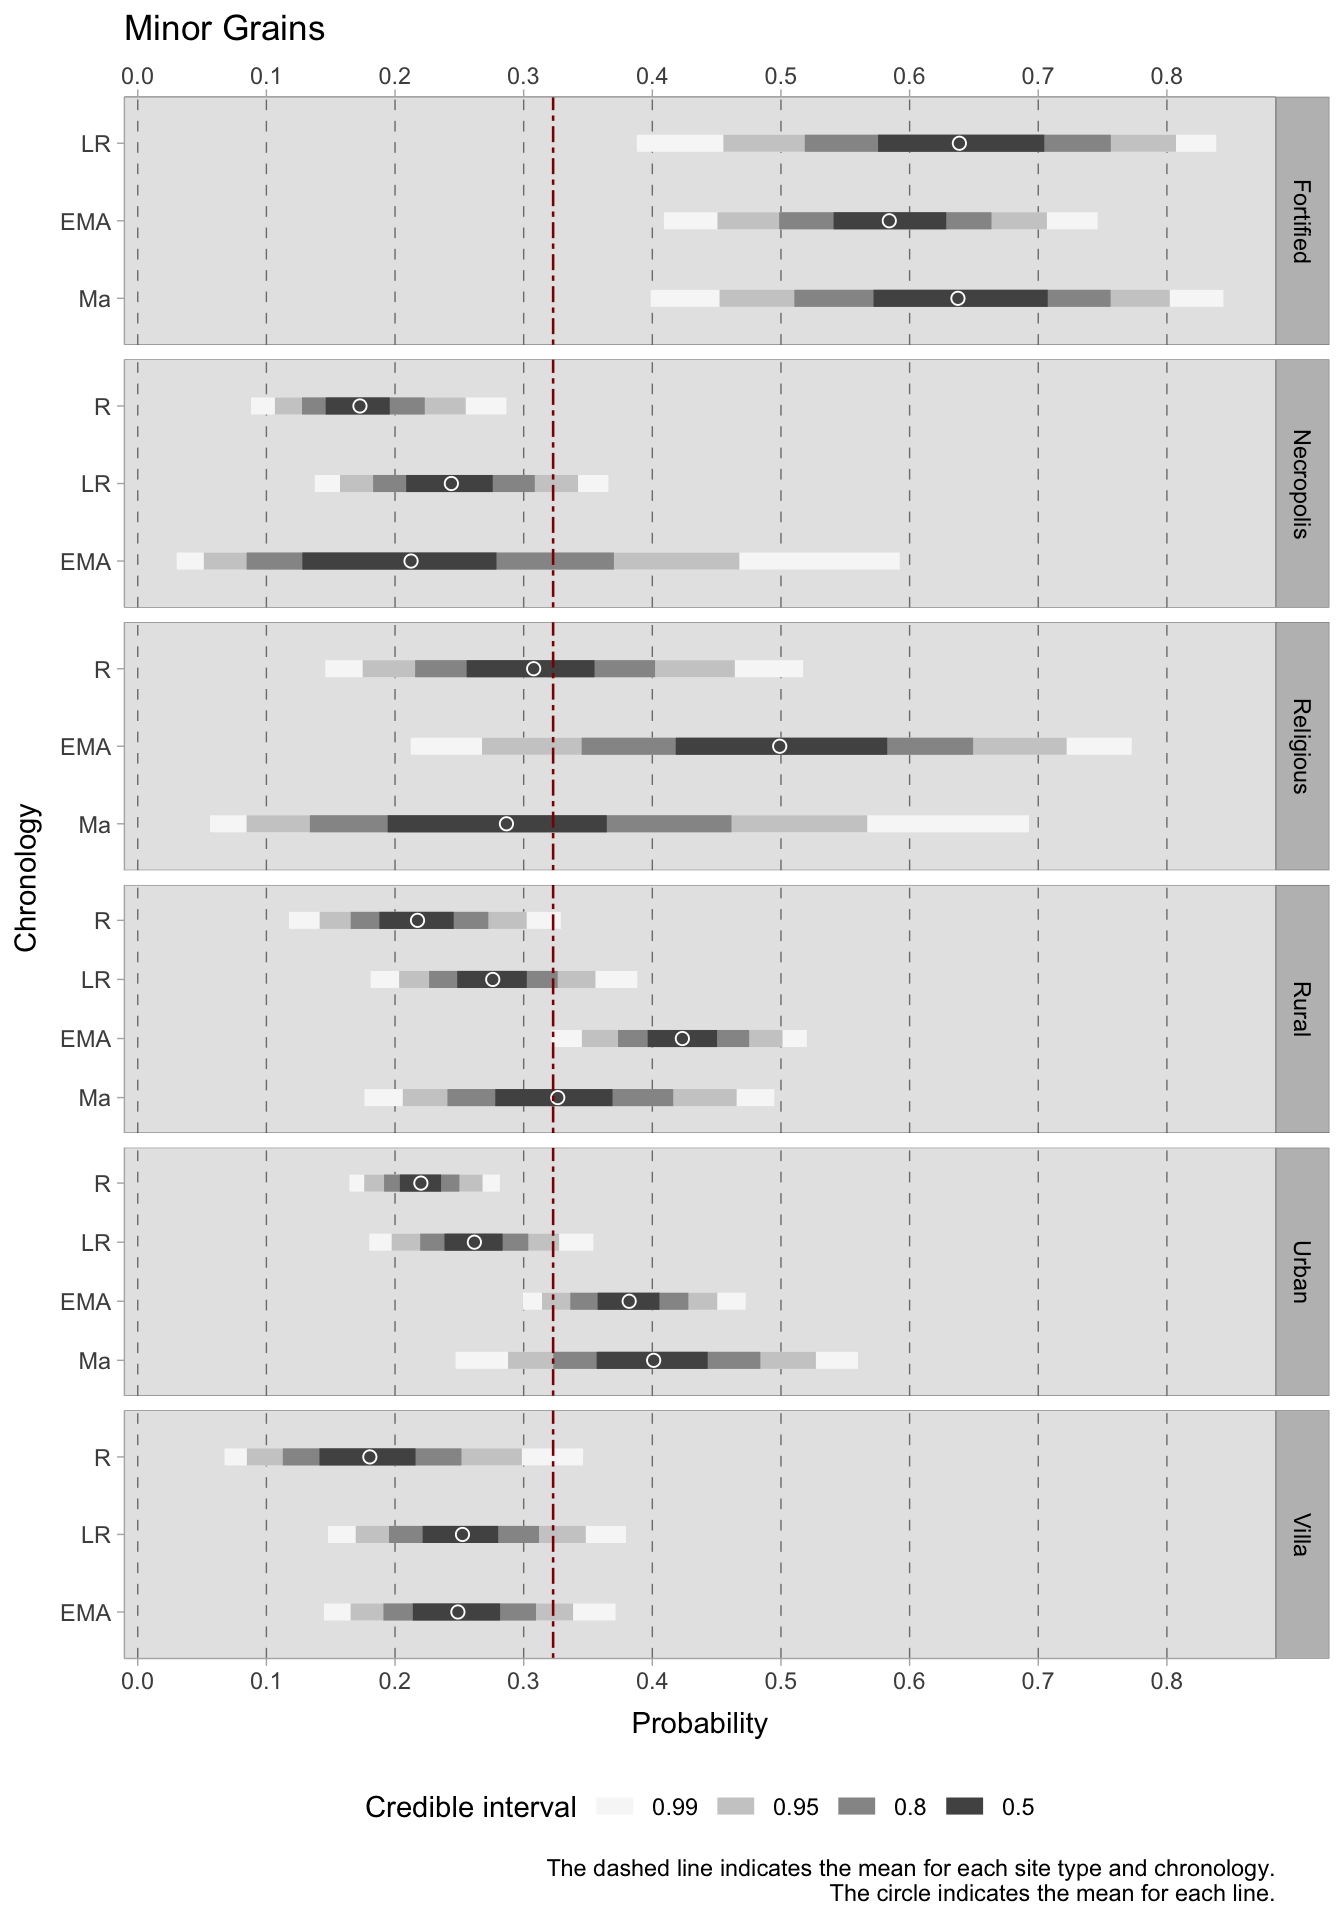 Minor Grains
0.0 0.1 0.2 0.3 0.4 0.5 0.6 0.7 0.8
LR
EMA
Ma
Fortified
R
LR
EMA
Necropolis
R
EMA
Ma
Religious
Chronology
R
LR
EMA
Ma
Rural
R
LR
EMA
Ma
Urban
R
LR
EMA
Villa
0.0 0.1 0.2 0.3 0.4 0.5 0.6 0.7 0.8
Probability
Credible interval 0.99 0.95 0.8 0.5
The dashed line indicates the mean for each site type and chronology.
The circle indicates the mean for each line.